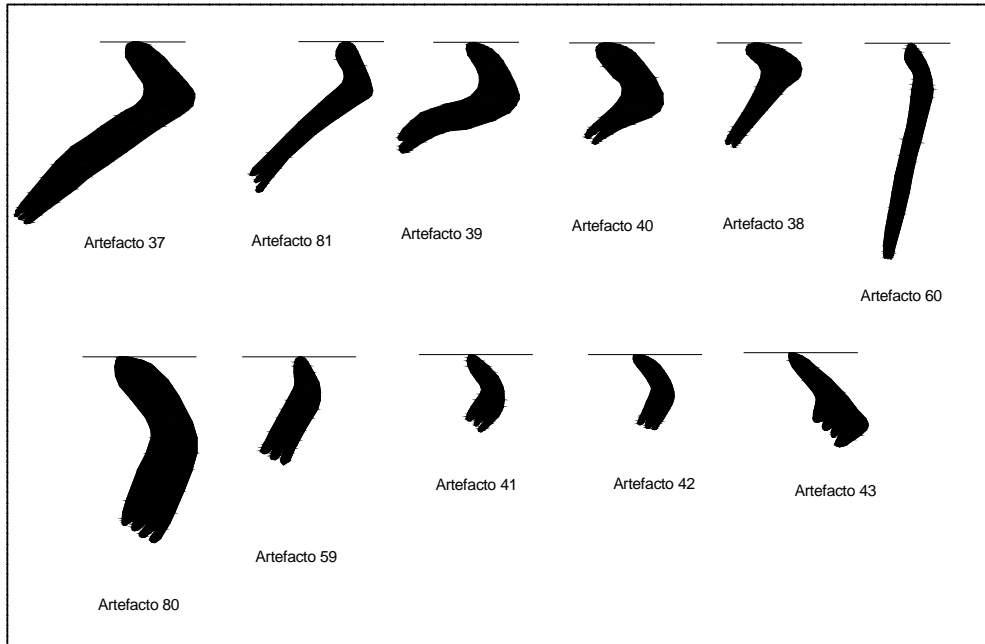 Artefacto 37
Artefacto 81
Artefacto 39
Artefacto 40
Artefacto 38
Artefacto 60
Artefacto 80
Artefacto 59
Artefacto 41
Artefacto 42
Artefacto 43